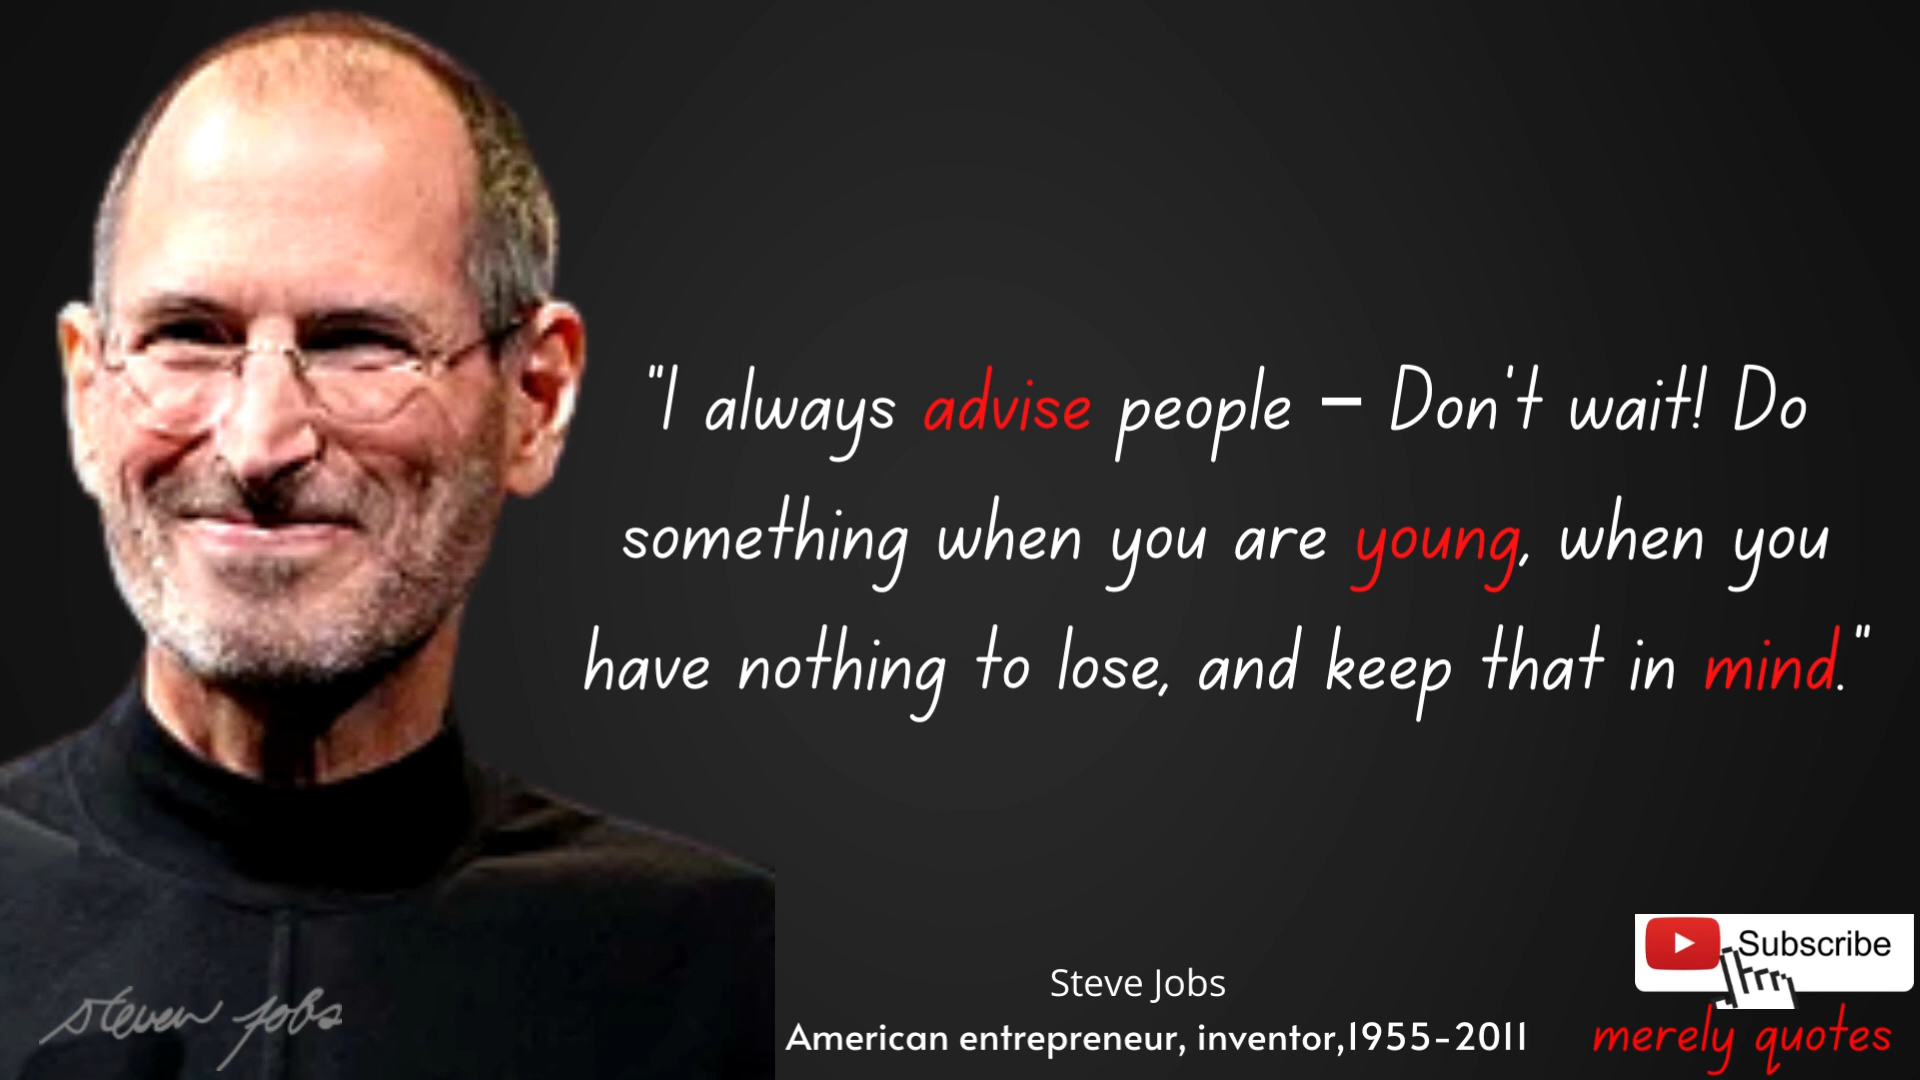 "I always advise people – Don't wait! Do
something when you are young, when you
have nothing to lose, and keep that in mind."
Steve Jobs
American entrepreneur, inventor,1955-2011
steven jobs
Subscribe
merely quotes